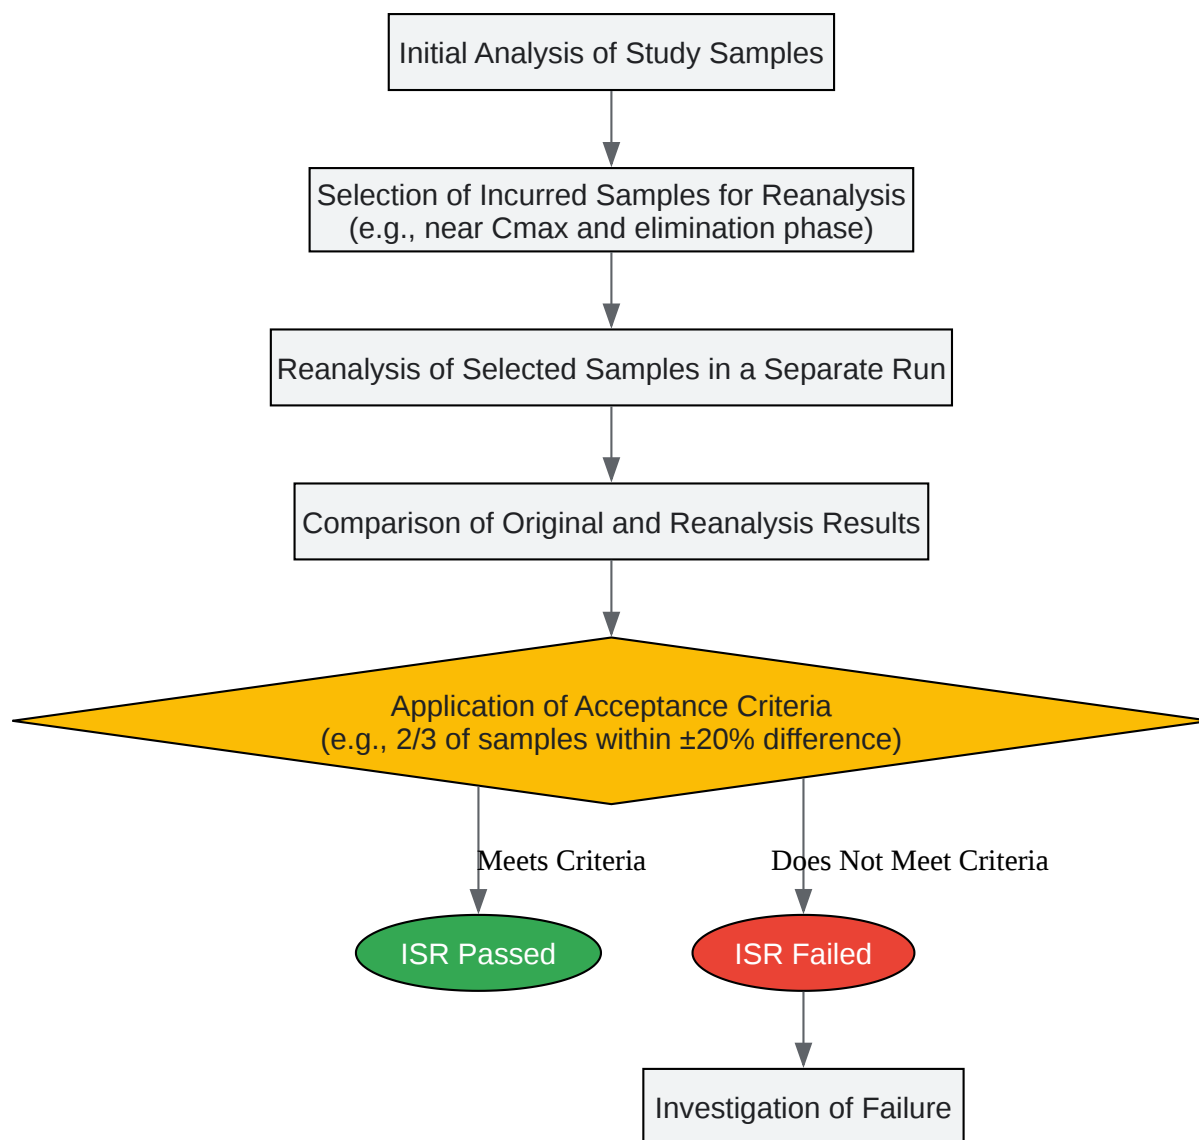 Initial Analysis of Study Samples
Selection of Incurred Samples for Reanalysis
(e.g., near Cmax and elimination phase)
Reanalysis of Selected Samples in a Separate Run
Comparison of Original and Reanalysis Results
Application of Acceptance Criteria
(e.g., 2/3 of samples within ±20% difference)
Meets Criteria
Does Not Meet Criteria
ISR Passed
ISR Failed
Investigation of Failure